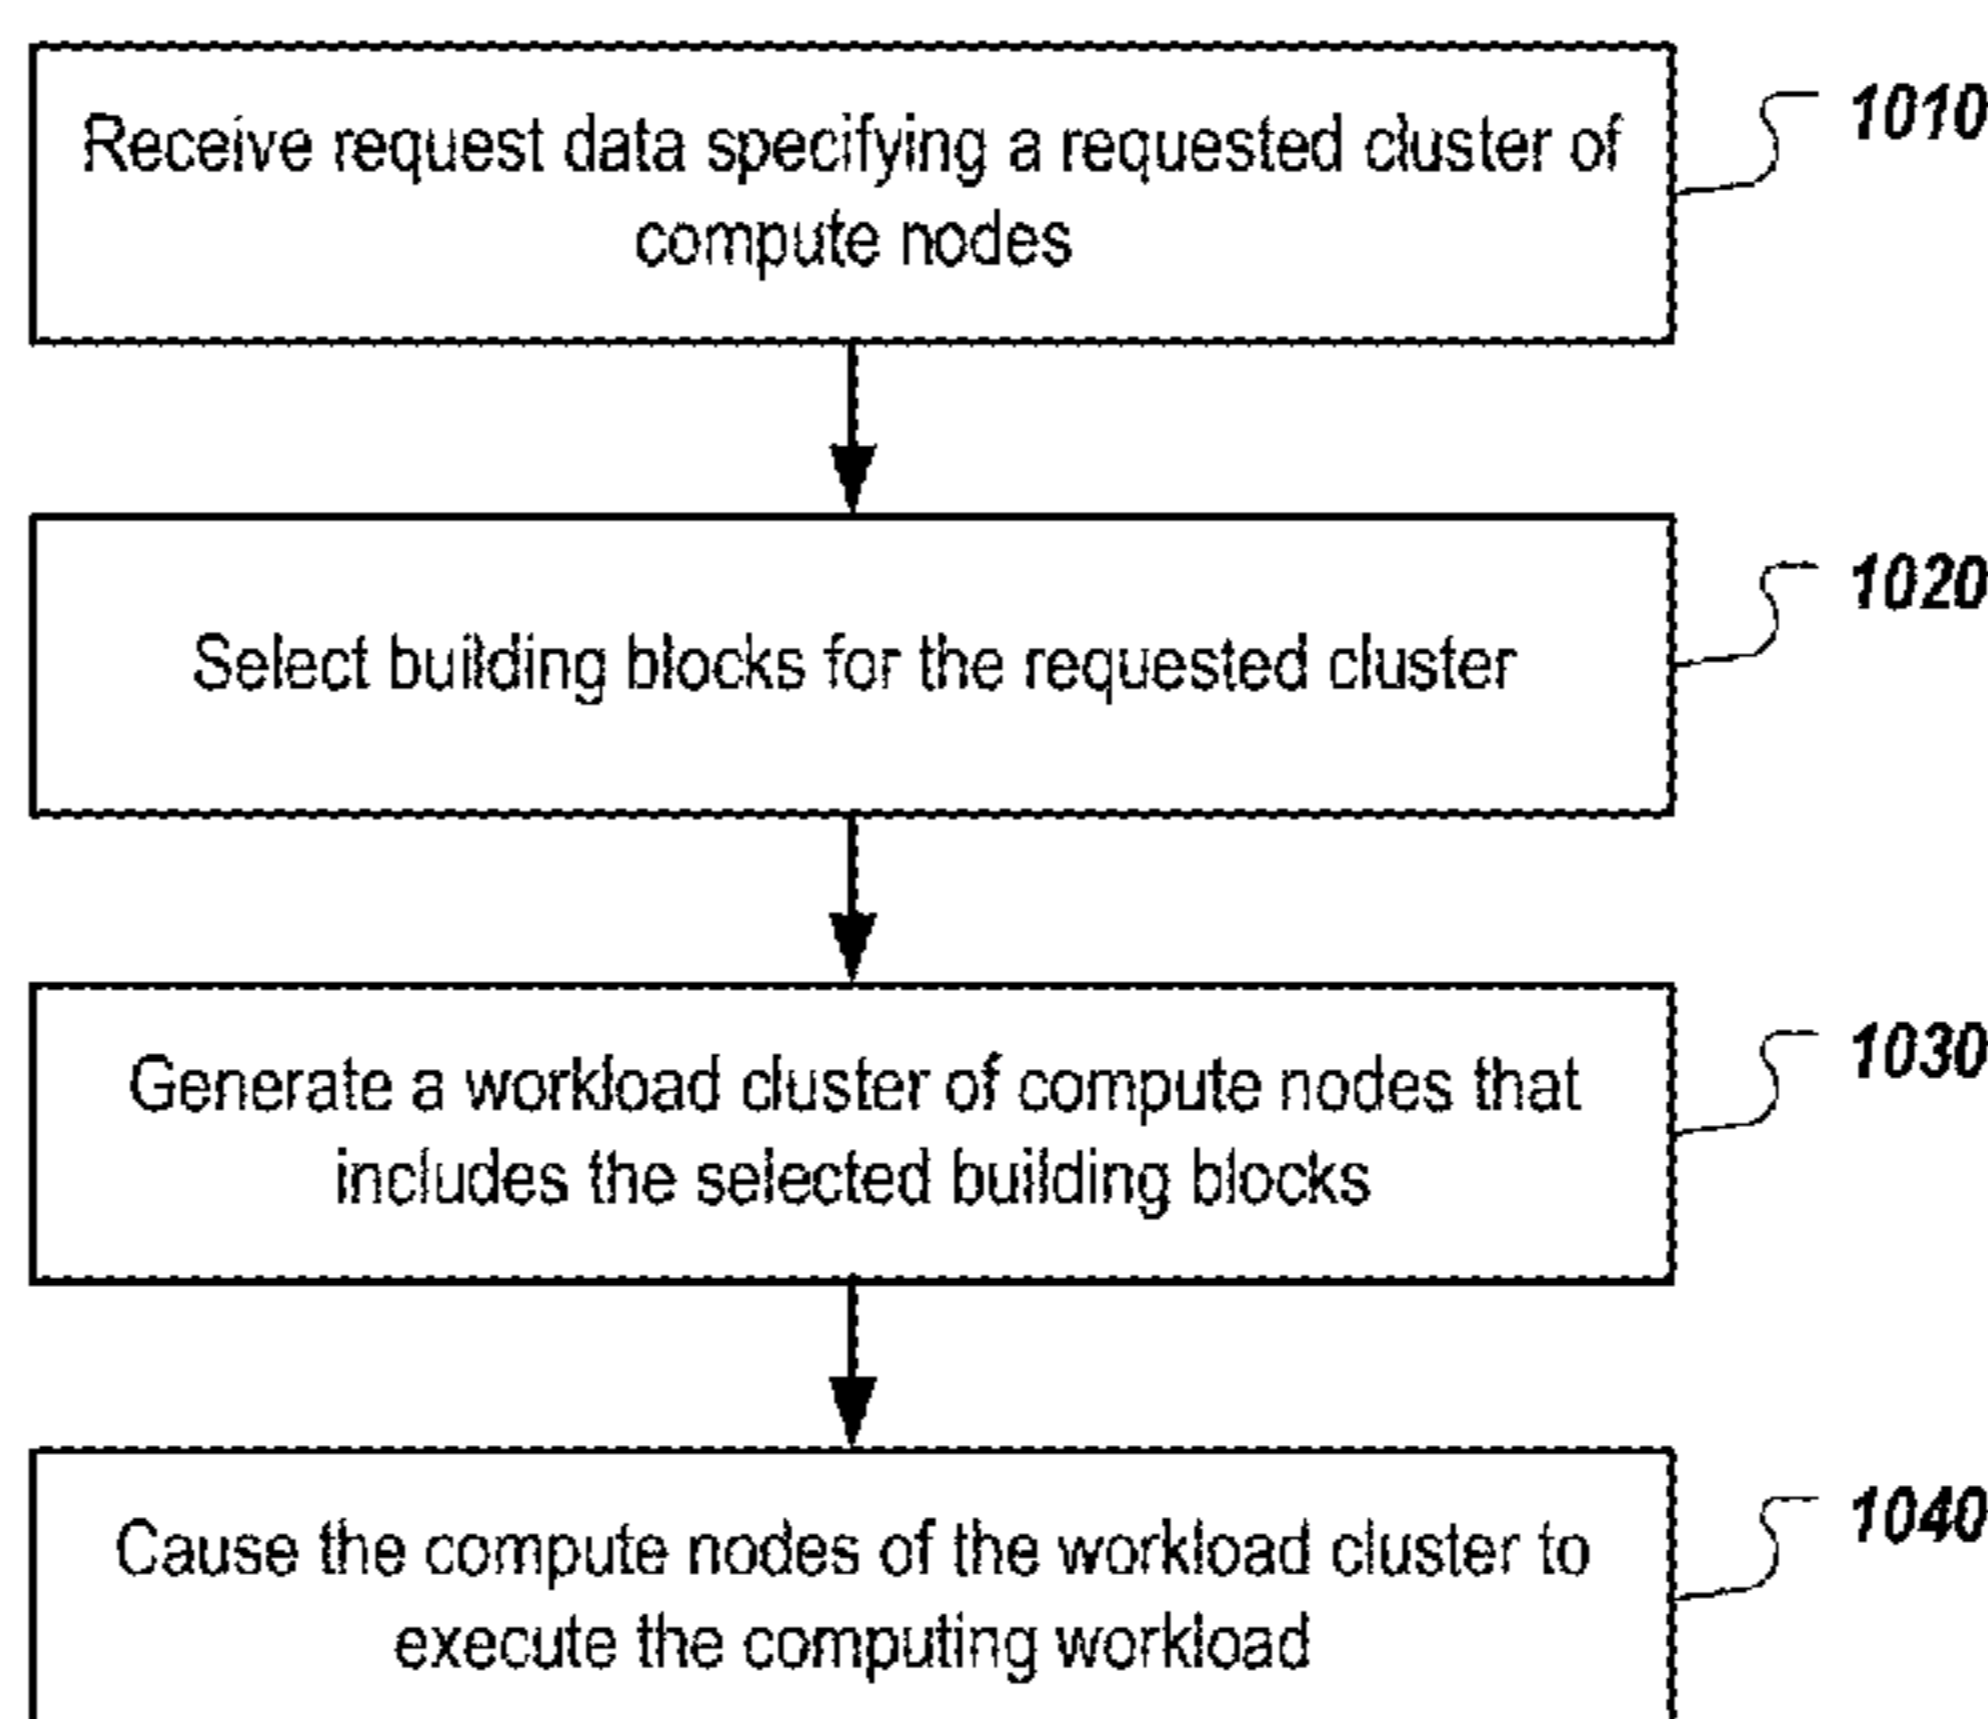 Receive request data specifying a requested cluster of
compute nodes
1010
Select building blocks for the requested cluster
1020
Generate a workload cluster of compute nodes that
includes the selected building blocks
1030
Cause the compute nodes of the workload cluster to
execute the computing workload
1040